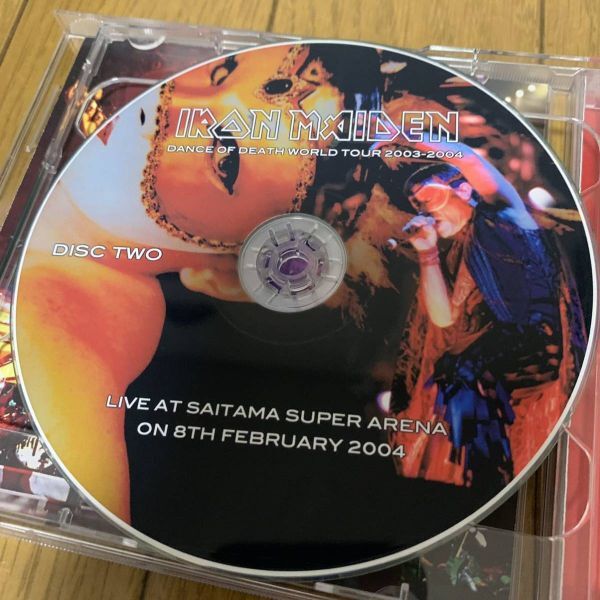 IRON MAIDEN
DANCE OF DEATH WORLD TOUR 2003-2004
DISC TWO
LIVE AT SAITAMA SUPER ARENA
ON 8TH FEBRUARY 2004